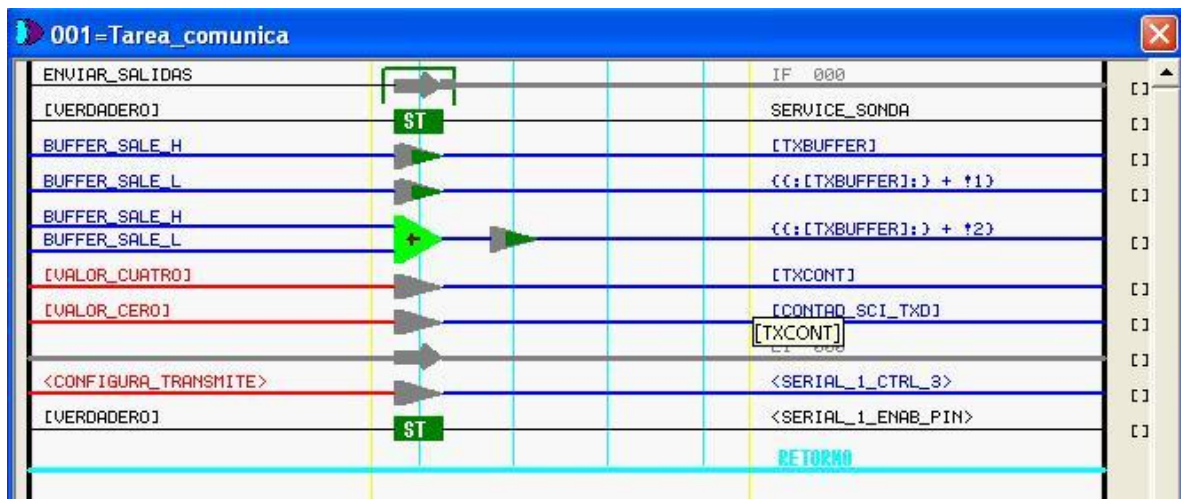 001=Tarea_comunica
ENVIAR_SALIDAS IF 000 []
[VERDADERO] ST SERVICE_SONDA []
BUFFER_SALE_H [TXBUFFER] []
BUFFER_SALE_L {{:[TXBUFFER]:} + !1} []
BUFFER_SALE_H {{:[TXBUFFER]:} + !2}
BUFFER_SALE_L + []
[VALOR_CUATRO] [TXCONT] []
[VALOR_CERO] [CONTAD_SCI_TXD] []
[TXCONT]
000 []
<CONFIGURA_TRANSMITE> <SERIAL_1_CTRL_3> []
[VERDADERO] ST <SERIAL_1_ENAB_PIN> []
RETORNO